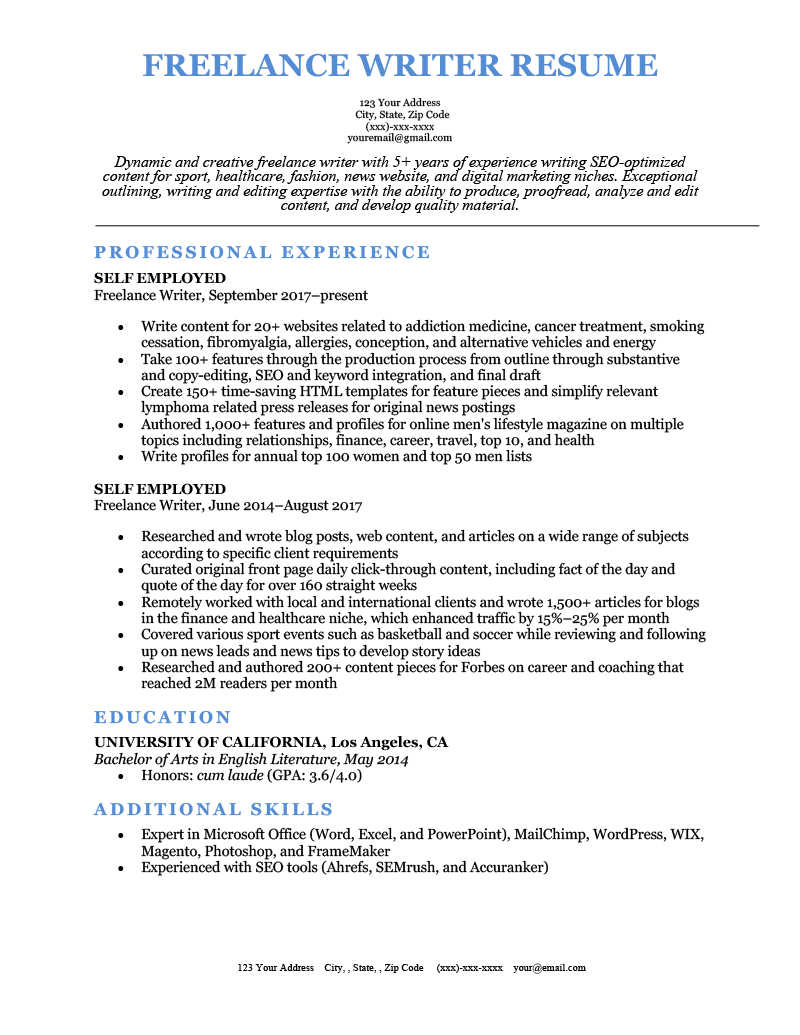 FREELANCE WRITER RESUME
123 Your Address
City, State, Zip Code
(xxx)-xxx-xxxx
youremail@gmail.com
Dynamic and creative freelance writer with 5+ years of experience writing SEO-optimized
content for sport, healthcare, fashion, news website, and digital marketing niches. Exceptional
outlining, writing and editing expertise with the ability to produce, proofread, analyze and edit
content, and develop quality material.
PROFESSIONAL EXPERIENCE
SELF EMPLOYED
Freelance Writer, September 2017–present
• Write content for 20+ websites related to addiction medicine, cancer treatment, smoking
cessation, fibromyalgia, allergies, conception, and alternative vehicles and energy
• Take 100+ features through the production process from outline through substantive
and copy-editing, SEO and keyword integration, and final draft
• Create 150+ time-saving HTML templates for feature pieces and simplify relevant
lymphoma related press releases for original news postings
• Authored 1,000+ features and profiles for online men's lifestyle magazine on multiple
topics including relationships, finance, career, travel, top 10, and health
• Write profiles for annual top 100 women and top 50 men lists
SELF EMPLOYED
Freelance Writer, June 2014–August 2017
• Researched and wrote blog posts, web content, and articles on a wide range of subjects
according to specific client requirements
• Curated original front page daily click-through content, including fact of the day and
quote of the day for over 160 straight weeks
• Remotely worked with local and international clients and wrote 1,500+ articles for blogs
in the finance and healthcare niche, which enhanced traffic by 15%–25% per month
• Covered various sport events such as basketball and soccer while reviewing and following
up on news leads and news tips to develop story ideas
• Researched and authored 200+ content pieces for Forbes on career and coaching that
reached 2M readers per month
EDUCATION
UNIVERSITY OF CALIFORNIA, Los Angeles, CA
Bachelor of Arts in English Literature, May 2014
• Honors: cum laude (GPA: 3.6/4.0)
ADDITIONAL SKILLS
• Expert in Microsoft Office (Word, Excel, and PowerPoint), MailChimp, WordPress, WIX,
Magento, Photoshop, and FrameMaker
• Experienced with SEO tools (Ahrefs, SEMrush, and Accuranker)
123 Your Address City, , State, , Zip Code (xxx)-xxx-xxxx your@email.com